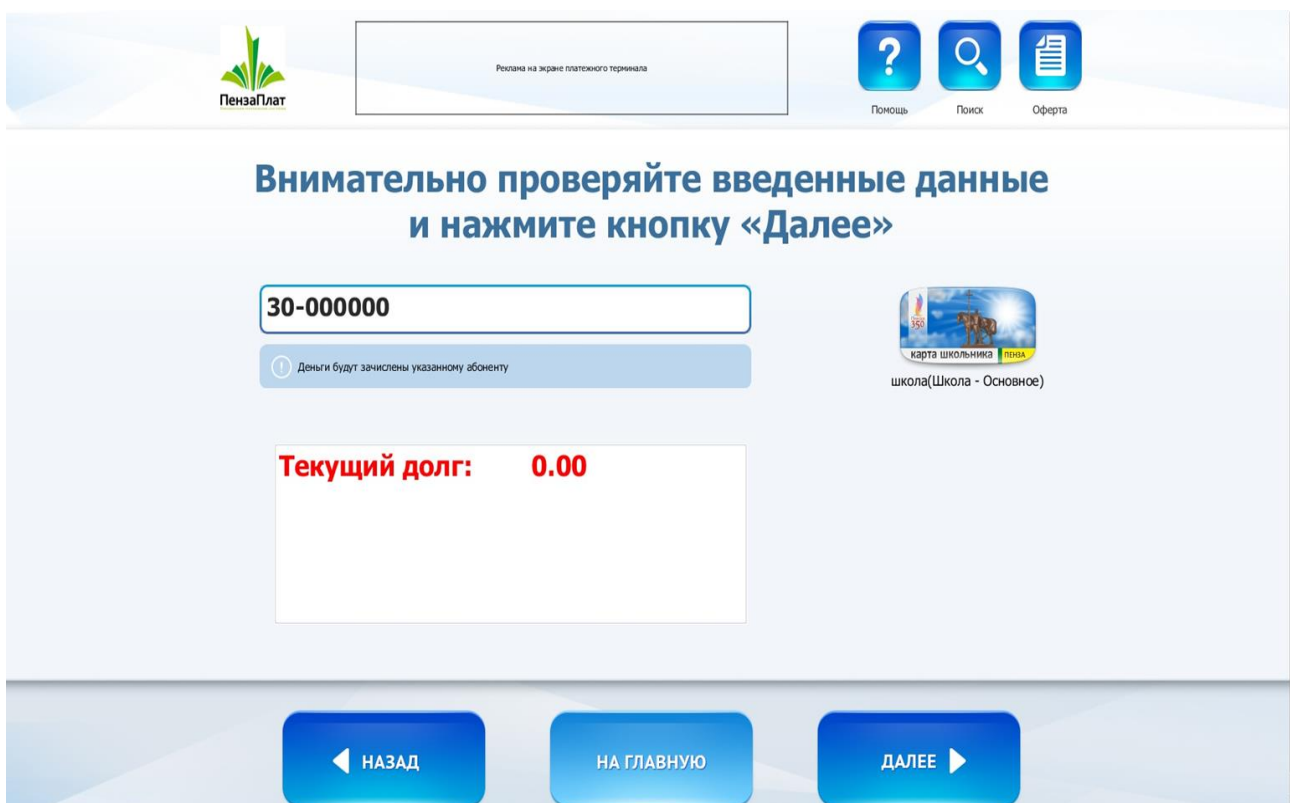 ПензаПлат
Реклама на экране платежного терминала
?
Помощь
Поиск
Оферта
Внимательно проверяйте введенные данные
и нажмите кнопку «Далее»
30-000000
! Деньги будут зачислены указанному абоненту
350
карта школьника ПЕНЗА
школа(Школа - Основное)
Текущий долг: 0.00
НАЗАД
НА ГЛАВНУЮ
ДАЛЕЕ